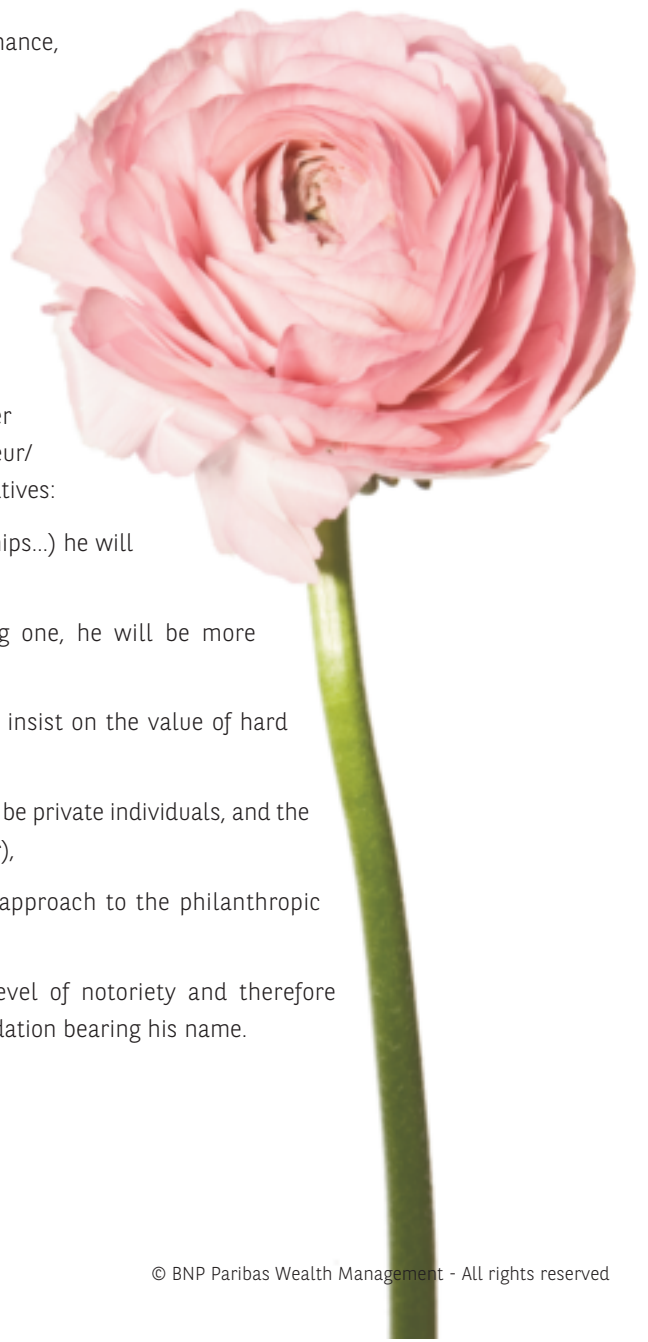 nance,
er
eur/
tives:
hips...) he will
g one, he will be more
insist on the value of hard
be private individuals, and the
),
approach to the philanthropic
evel of notoriety and therefore
dation bearing his name.
© BNP Paribas Wealth Management - All rights reserved